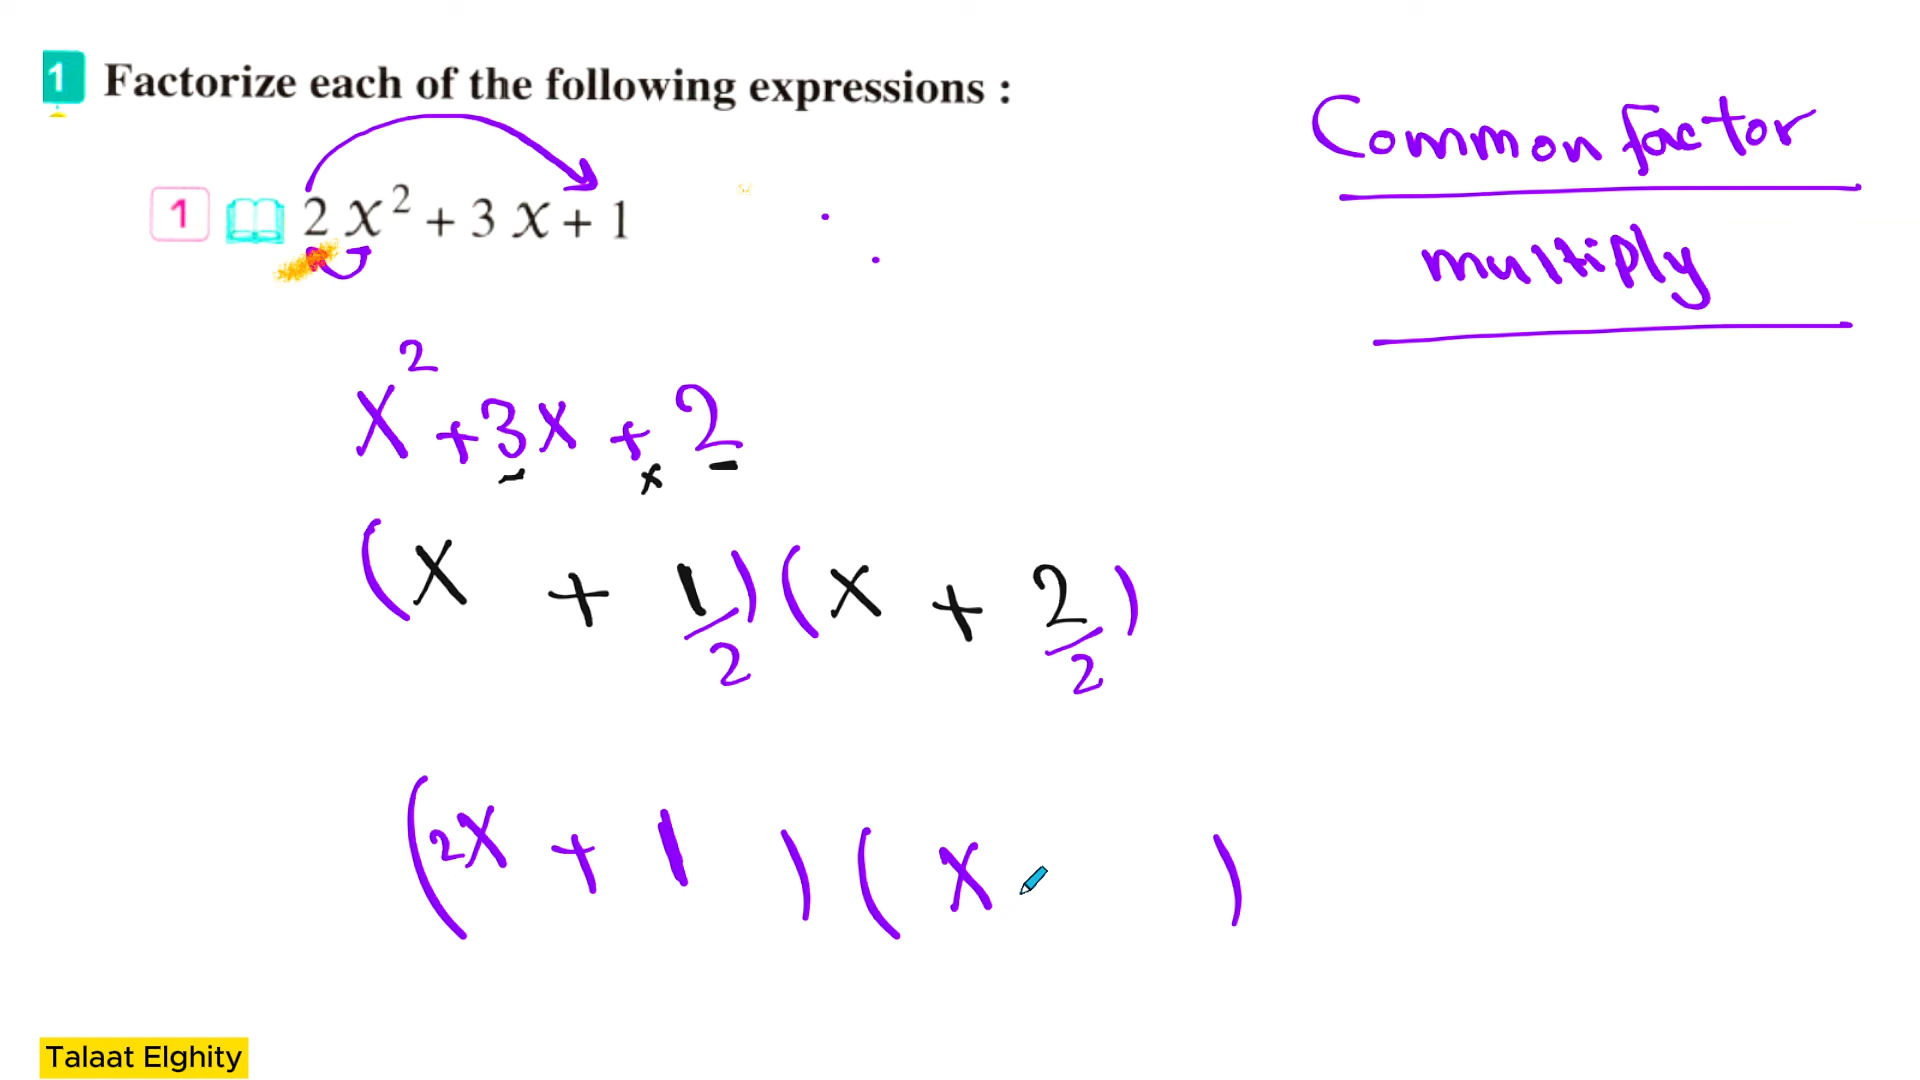 1 Factorize each of the following expressions :
Common factor
multiply
1 2x² + 3x + 1
x² + 3x + 2
x
(x + 1/2)(x + 2/2)
(2x + 1)(x )
Talaat Elghity